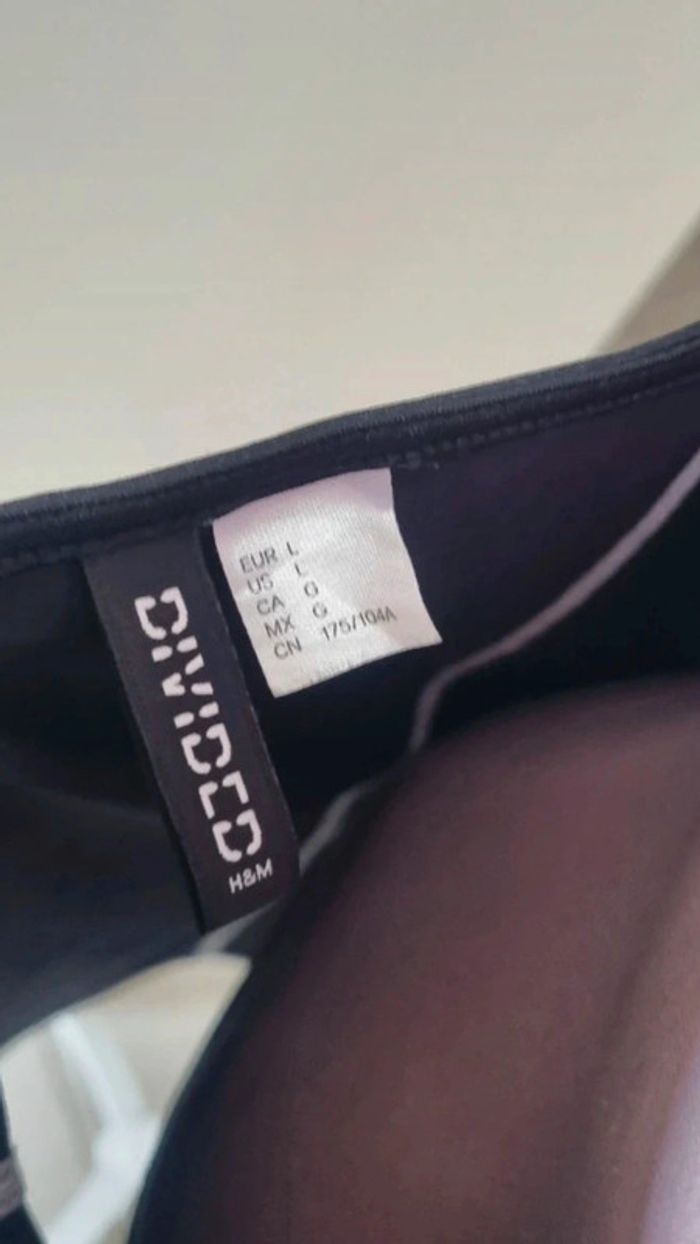 EUR L
US L
CA G
MX G
CN 175/104A
DIVIDED
H&M